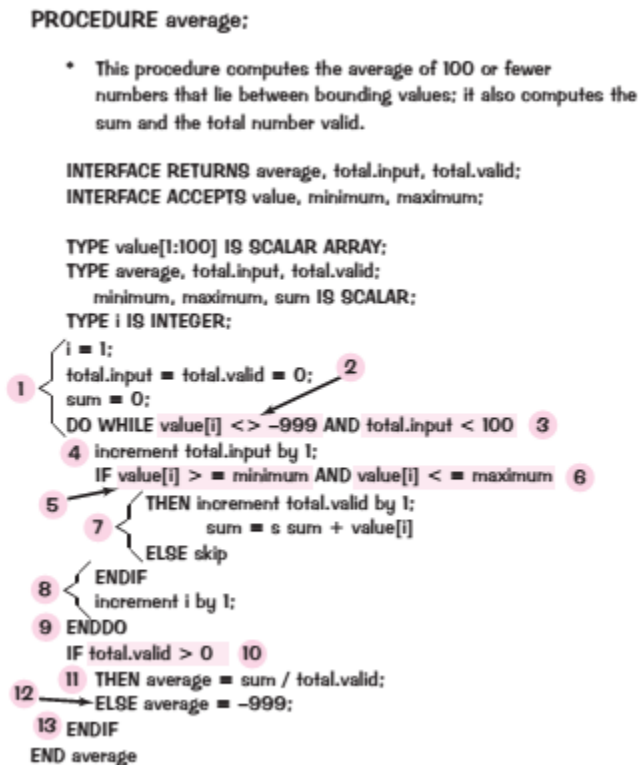 PROCEDURE average;
* This procedure computes the average of 100 or fewer
numbers that lie between bounding values; it also computes the
sum and the total number valid.
INTERFACE RETURNS average, total.input, total.valid;
INTERFACE ACCEPTS value, minimum, maximum;
TYPE value[1:100] IS SCALAR ARRAY;
TYPE average, total.input, total.valid;
minimum, maximum, sum IS SCALAR;
TYPE i IS INTEGER;
i = 1;
total.input = total.valid = 0; 2
1
sum = 0;
DO WHILE value[i] <> -999 AND total.input < 100 3
4 increment total.input by 1;
IF value[i] > = minimum AND value[i] < = maximum 6
5 THEN increment total.valid by 1;
7 sum = s sum + value[i]
ELSE skip
ENDIF
8
increment i by 1;
9 ENDDO
IF total.valid > 0 10
11 THEN average = sum / total.valid;
12 ELSE average = -999;
13 ENDIF
END average